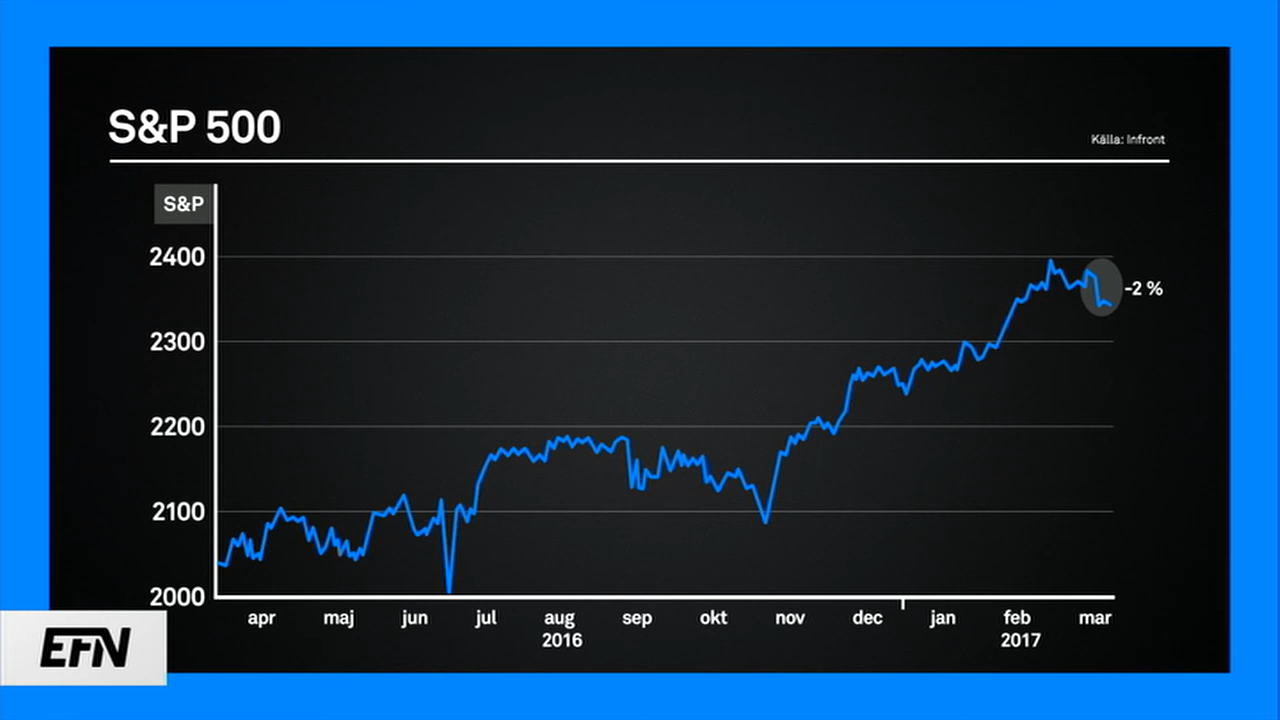 S&P 500
Källa: Infront
S&P
2400
-2 %
2300
2200
2100
2000
apr maj jun jul aug sep okt nov dec jan feb mar
2016 2017
EFN